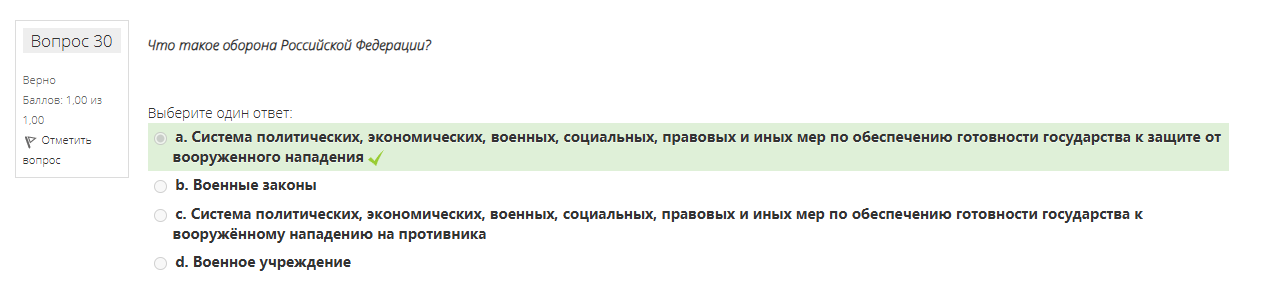 Вопрос 30
Верно
Баллов: 1,00 из
1,00
Отметить
вопрос
Что такое оборона Российской Федерации?
Выберите один ответ:
a. Система политических, экономических, военных, социальных, правовых и иных мер по обеспечению готовности государства к защите от
вооруженного нападения
b. Военные законы
c. Система политических, экономических, военных, социальных, правовых и иных мер по обеспечению готовности государства к
вооружённому нападению на противника
d. Военное учреждение